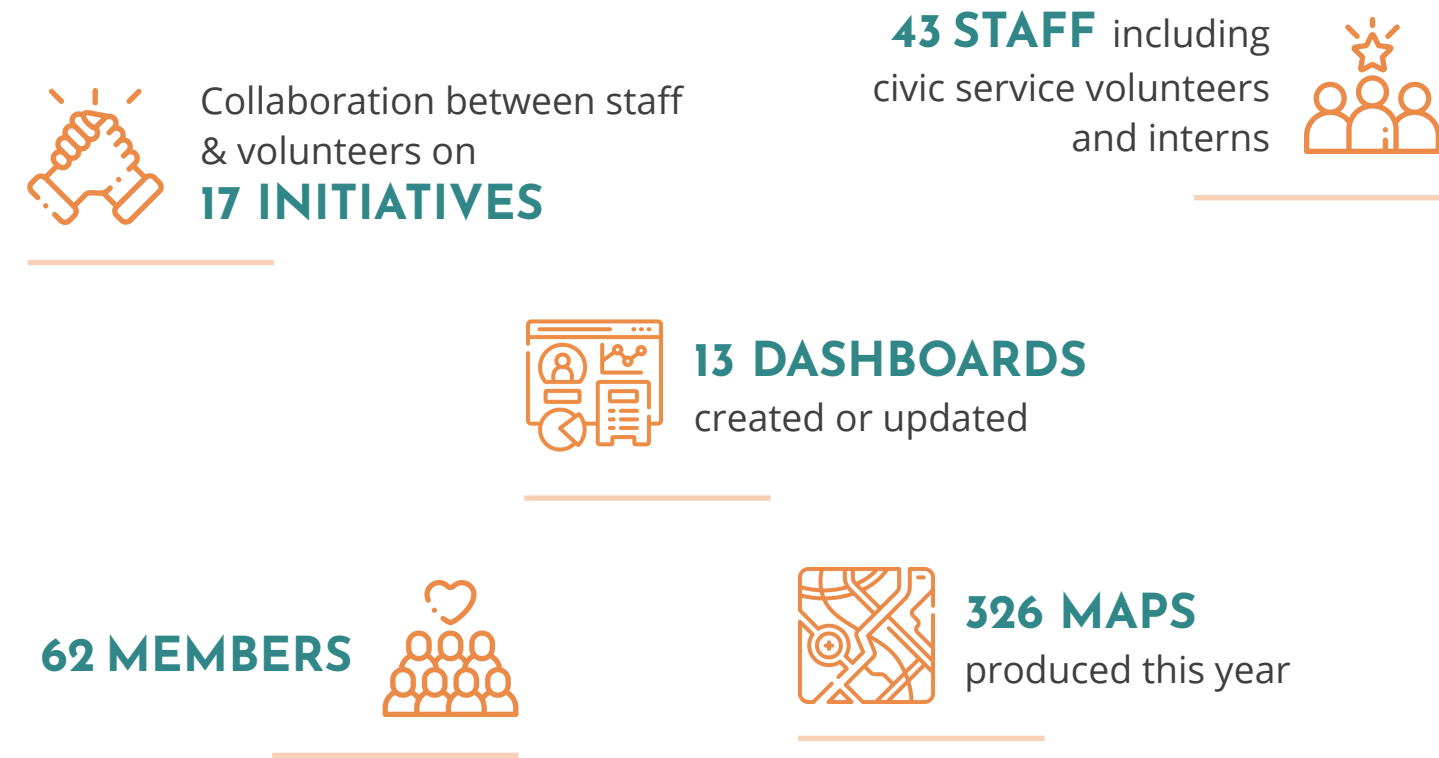 Collaboration between staff
& volunteers on
17 INITIATIVES
43 STAFF including
civic service volunteers
and interns
13 DASHBOARDS
created or updated
62 MEMBERS
326 MAPS
produced this year